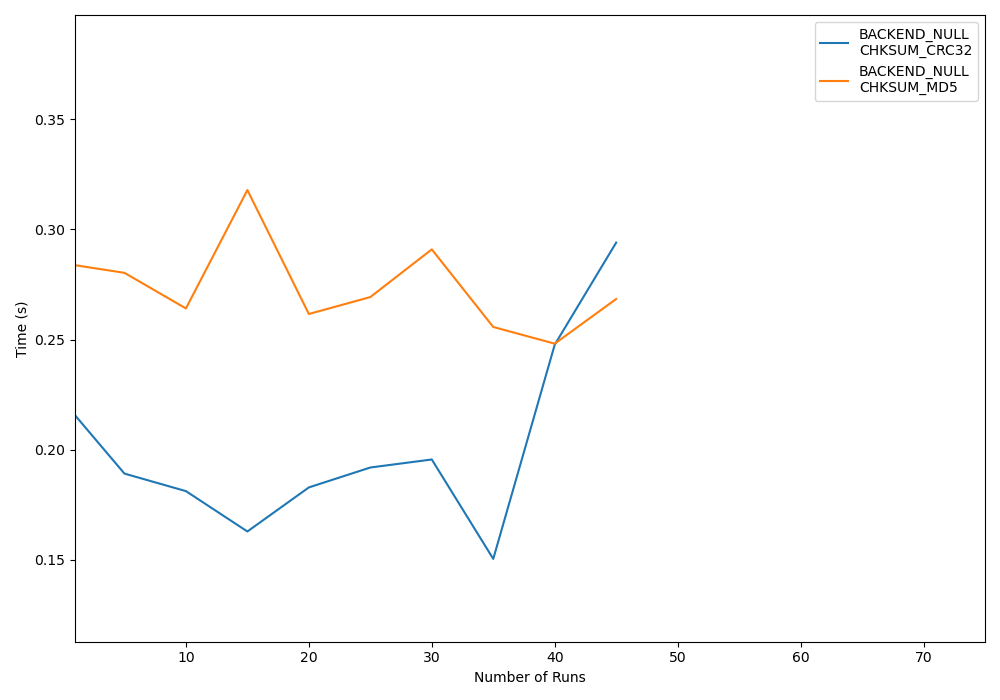 BACKEND_NULL
CHKSUM_CRC32
BACKEND_NULL
CHKSUM_MD5
0.35
0.30
0.25
0.20
0.15
Time (s)
10 20 30 40 50 60 70
Number of Runs